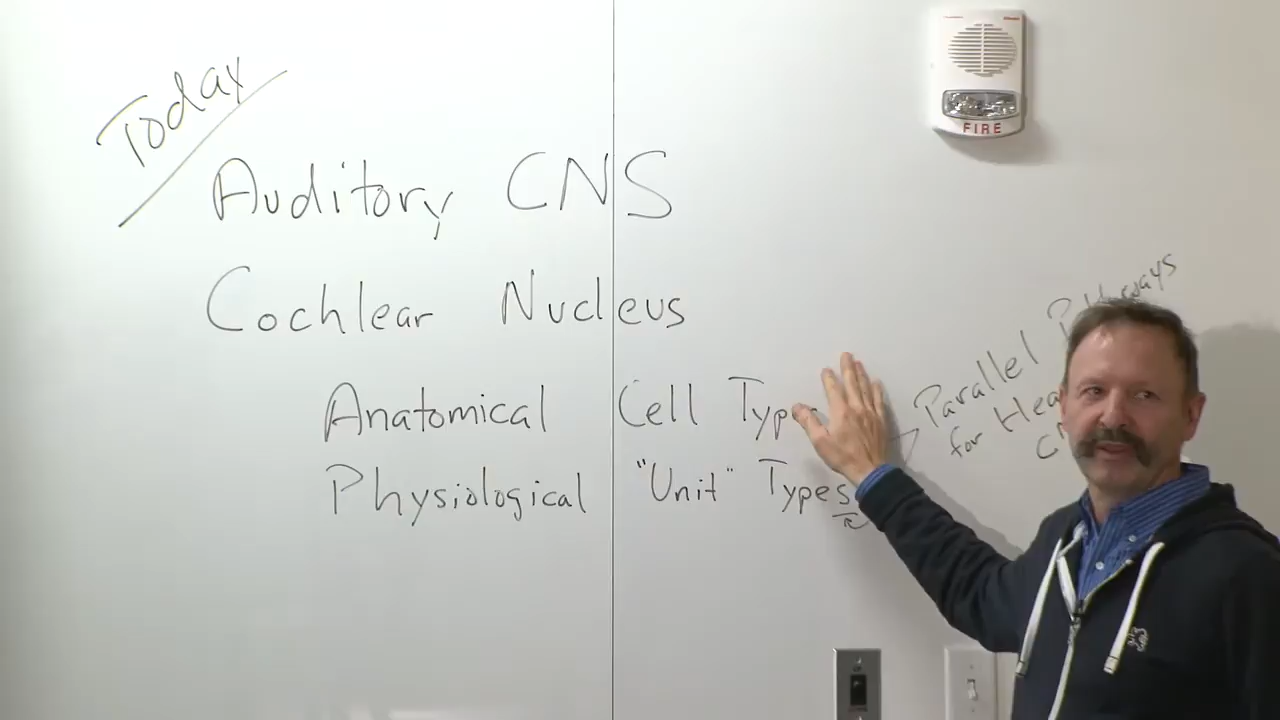 Today
Auditory CNS
Cochlear Nucleus
Anatomical Cell Types
Physiological "Unit" Types
Parallel
for
FIRE